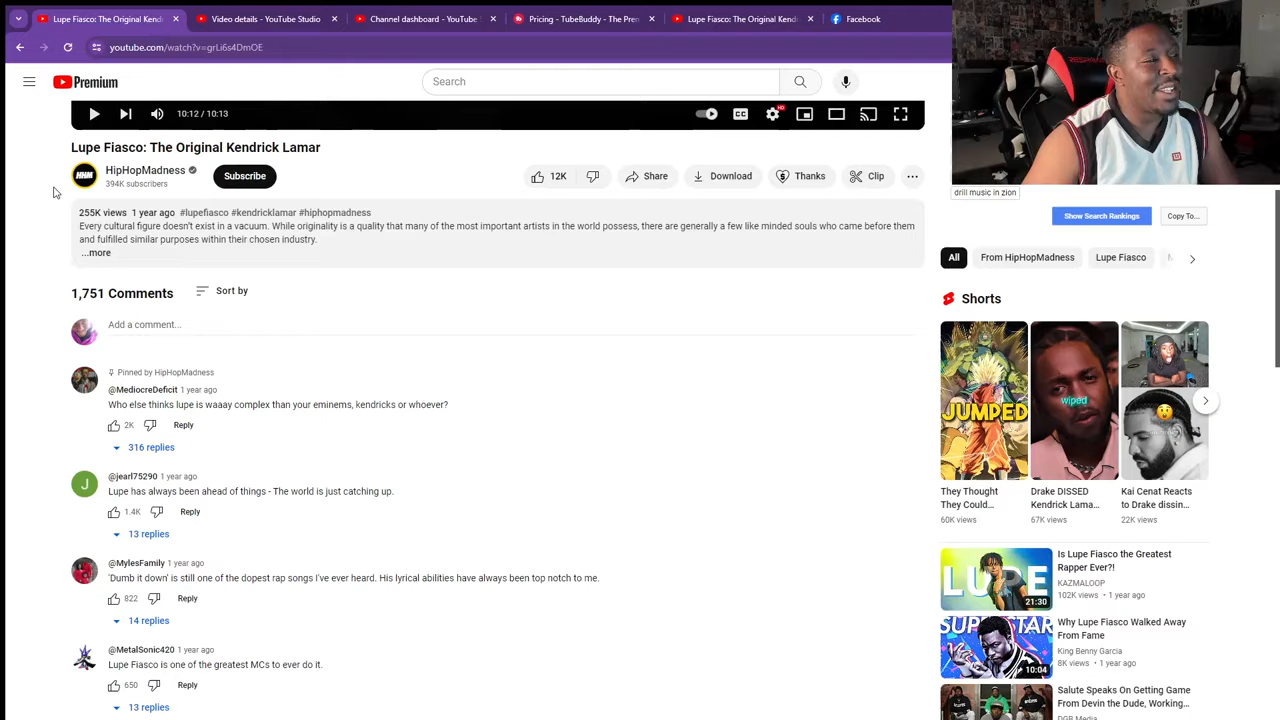 Lupe Fiasco: The Original Kend
Video details - YouTube Studio
Channel dashboard - YouTube
Pricing - TubeBuddy - The Pre
Lupe Fiasco: The Original Kend
Facebook
youtube.com/watch?v=grLi6s4DmOE
Premium
Search
10:12 / 10:13
CC
HD
Lupe Fiasco: The Original Kendrick Lamar
HHM
HipHopMadness
394K subscribers
Subscribe
12K
Share
Download
Thanks
Clip
255K views 1 year ago #lupefiasco #kendricklamar #hiphopmadness
Every cultural figure doesn't exist in a vacuum. While originality is a quality that many of the most important artists in the world possess, there are generally a few like minded souls who came before them
and fulfilled similar purposes within their chosen industry.
...more
1,751 Comments
Sort by
Add a comment...
Pinned by HipHopMadness
@MediocreDeficit 1 year ago
Who else thinks lupe is waaay complex than your eminems, kendricks or whoever?
2K
Reply
316 replies
J
@jearl75290 1 year ago
Lupe has always been ahead of things - The world is just catching up.
1.4K
Reply
13 replies
@MylesFamily 1 year ago
'Dumb it down' is still one of the dopest rap songs I've ever heard. His lyrical abilities have always been top notch to me.
822
Reply
14 replies
@MetalSonic420 1 year ago
Lupe Fiasco is one of the greatest MCs to ever do it.
650
Reply
13 replies
drill music in zion
Show Search Rankings
Copy To...
All
From HipHopMadness
Lupe Fiasco
Shorts
JUMPED
wiped
They Thought
They Could...
60K views
Drake DISSED
Kendrick Lama...
67K views
Kai Cenat Reacts
to Drake dissin...
22K views
LUPE
21:30
Is Lupe Fiasco the Greatest
Rapper Ever?!
KAZMALOOP
102K views • 1 year ago
SUPERSTAR
10:04
Why Lupe Fiasco Walked Away
From Fame
King Benny Garcia
8K views • 1 year ago
Salute Speaks On Getting Game
From Devin the Dude, Working...
DGB Media